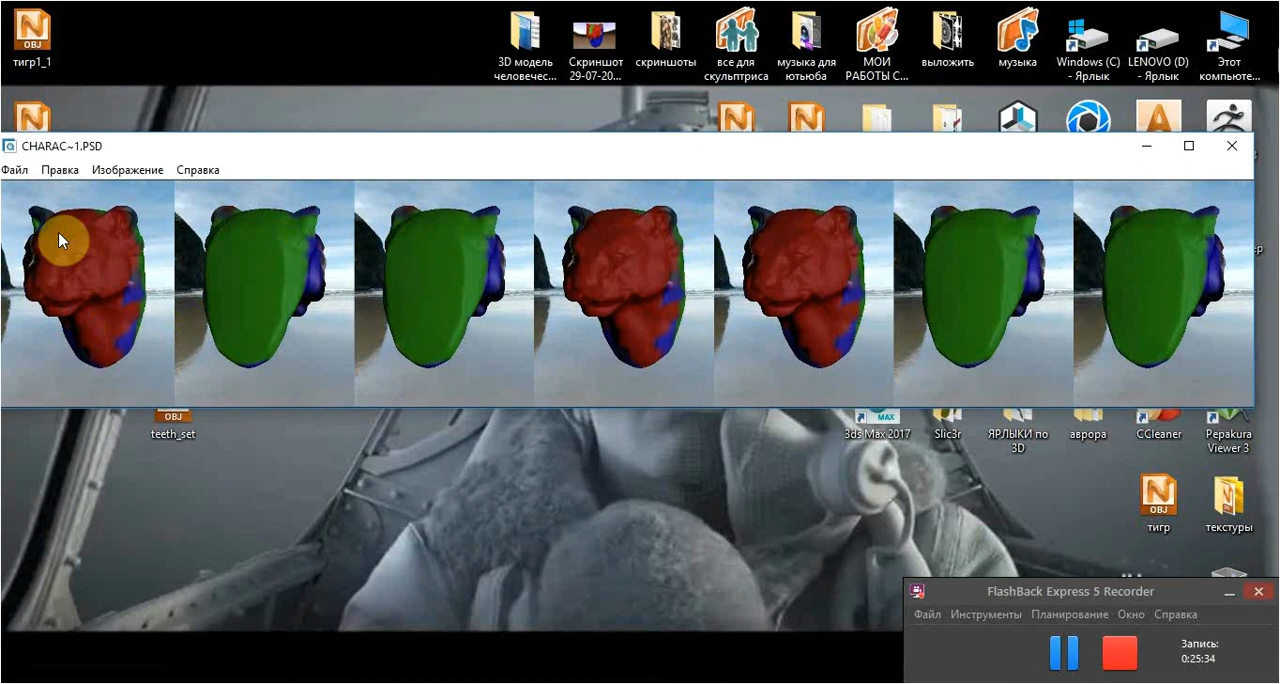 OBJ
тигр1_1
3D модель
человечес...
Скриншот
29-07-20...
скриншоты
все для
скульптриса
музыка для
ютьюба
МОИ
РАБОТЫ С...
выложить
музыка
Windows (C)
- Ярлык
LENOVO (D)
- Ярлык
Этот
компьюте...
CHARAC~1.PSD
Файл Правка Изображение Справка
OBJ
teeth_set
MAX
3ds Max 2017
Slic3r
ЯРЛЫКИ по
3D
аврора
CCleaner
Pepakura
Viewer 3
OBJ
тигр
текстуры
FlashBack Express 5 Recorder
Файл Инструменты Планирование Окно Справка
Запись:
0:25:34